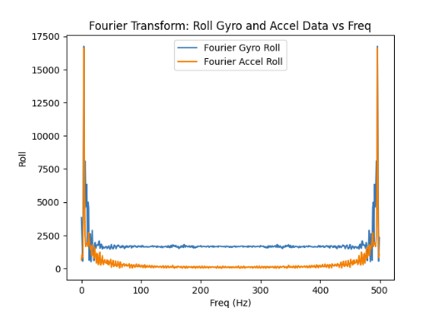 Fourier Transform: Roll Gyro and Accel Data vs Freq
17500
Fourier Gyro Roll
Fourier Accel Roll
15000
12500
10000
Roll
7500
5000
2500
0
0 100 200 300 400 500
Freq (Hz)